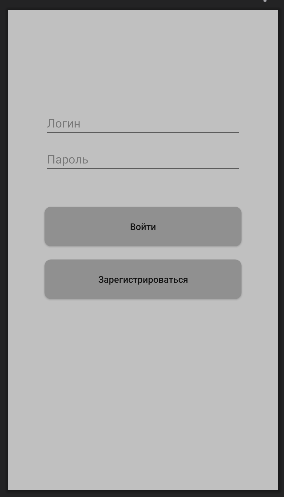 Логин
Пароль
Войти
Зарегистрироваться